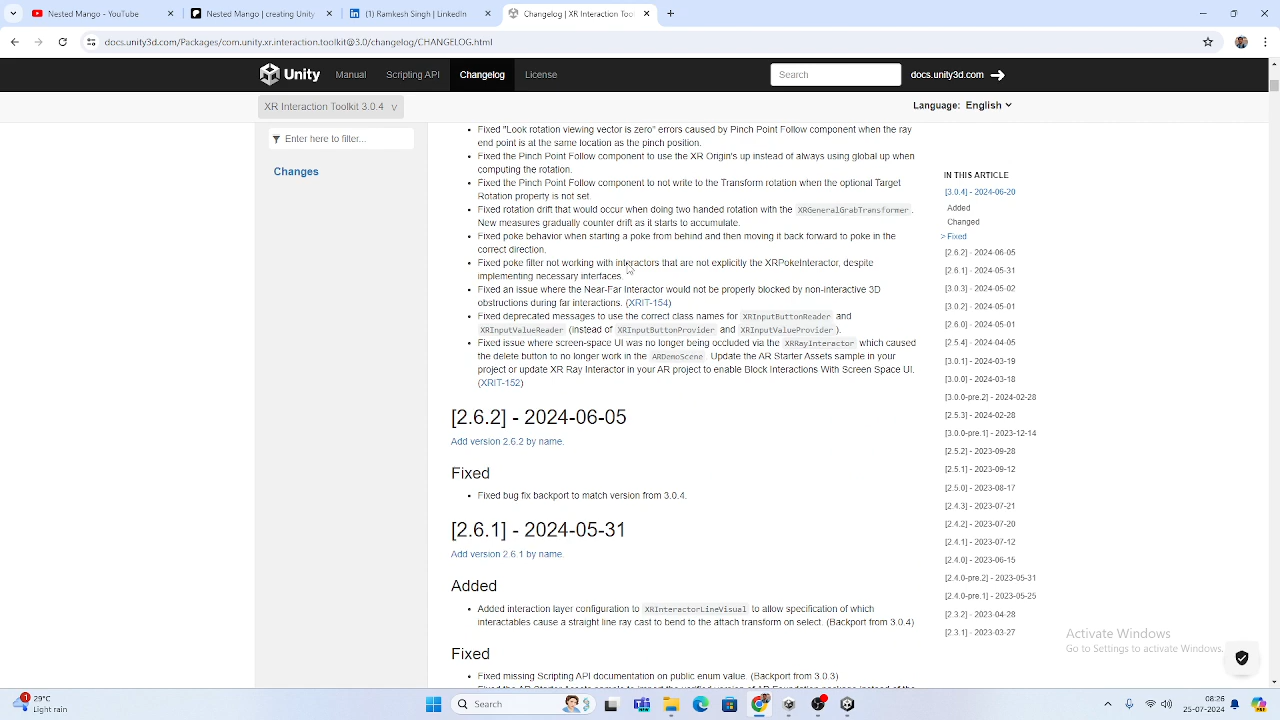 Nested Mango - YouTube
Nested Mango | creating Unity
(1) Ramkesh Singh | LinkedIn
Changelog | XR Interaction Too
docs.unity3d.com/Packages/com.unity.xr.interaction.toolkit@3.0/changelog/CHANGELOG.html
Unity Manual Scripting API Changelog License Search docs.unity3d.com
XR Interaction Toolkit 3.0.4 V
Language: English
Enter here to filter...
Changes
Fixed "Look rotation viewing vector is zero" errors caused by Pinch Point Follow component when the ray
end point is at the same location as the pinch position.
Fixed the Pinch Point Follow component to use the XR Origin's up instead of always using global up when
computing the rotation.
Fixed the Pinch Point Follow component to not write to the Transform rotation when the optional Target
Rotation property is not set.
Fixed rotation drift that would occur when doing two handed rotation with the XRGeneralGrabTransformer.
New measures gradually counter drift as it starts to accumulate.
Fixed poke behavior when starting a poke from behind and then moving it back forward to poke in the
correct direction.
Fixed poke filter not working with interactors that are not explicitly the XRPokeInteractor, despite
implementing necessary interfaces.
Fixed an issue where the Near-Far Interactor would not be properly blocked by non-interactive 3D
obstructions during far interactions. (XRIT-154)
Fixed deprecated messages to use the correct class names for XRInputButtonReader and
XRInputValueReader (instead of XRInputButtonProvider and XRInputValueProvider).
Fixed issue where screen-space UI was no longer being occluded via the XRRayInteractor which caused
the delete button to no longer work in the ARDemoScene. Update the AR Starter Assets sample in your
project or update XR Ray Interactor in your AR project to enable Block Interactions With Screen Space UI.
(XRIT-152)
[2.6.2] - 2024-06-05
Add version 2.6.2 by name.
Fixed
Fixed bug fix backport to match version from 3.0.4.
[2.6.1] - 2024-05-31
Add version 2.6.1 by name.
Added
Added interaction layer configuration to XRInteractorLineVisual to allow specification of which
interactables cause a straight line ray cast to bend to the attach transform on select. (Backport from 3.0.4)
Fixed
Fixed missing Scripting API documentation on public enum value. (Backport from 3.0.3)
IN THIS ARTICLE
[3.0.4] - 2024-06-20
Added
Changed
> Fixed
[2.6.2] - 2024-06-05
[2.6.1] - 2024-05-31
[3.0.3] - 2024-05-02
[3.0.2] - 2024-05-01
[2.6.0] - 2024-05-01
[2.5.4] - 2024-04-05
[3.0.1] - 2024-03-19
[3.0.0] - 2024-03-18
[3.0.0-pre.2] - 2024-02-28
[2.5.3] - 2024-02-28
[3.0.0-pre.1] - 2023-12-14
[2.5.2] - 2023-09-28
[2.5.1] - 2023-09-12
[2.5.0] - 2023-08-17
[2.4.3] - 2023-07-21
[2.4.2] - 2023-07-20
[2.4.1] - 2023-07-12
[2.4.0] - 2023-06-15
[2.4.0-pre.2] - 2023-05-31
[2.4.0-pre.1] - 2023-05-25
[2.3.2] - 2023-04-28
[2.3.1] - 2023-03-27
Activate Windows
Go to Settings to activate Windows.
1
29°C
Light rain
Search
08:26
25-07-2024